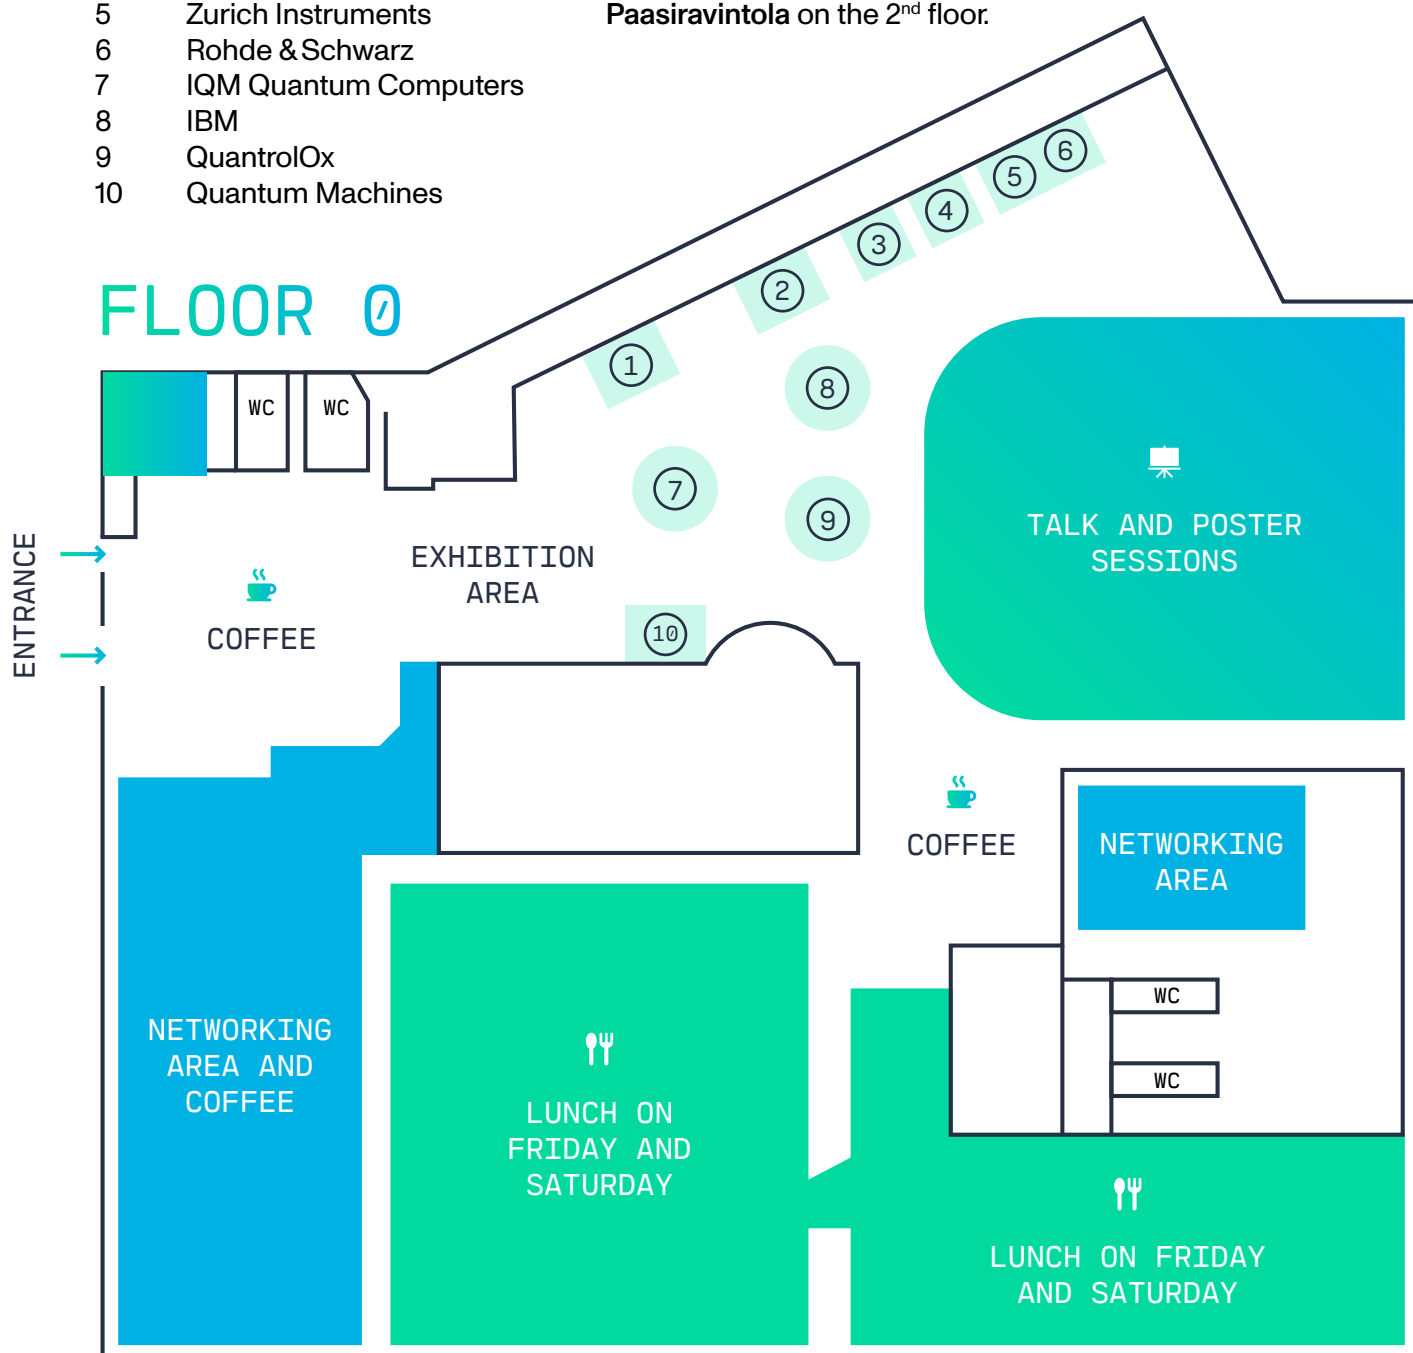 5 Zurich Instruments
6 Rohde & Schwarz
7 IQM Quantum Computers
8 IBM
9 QuantrolOx
10 Quantum Machines
Paasiravintola on the 2nd floor.
FLOOR 0
6
5
4
3
2
1
8
7
9
10
WC
WC
ENTRANCE
EXHIBITION
AREA
COFFEE
TALK AND POSTER
SESSIONS
COFFEE
NETWORKING
AREA
WC
WC
NETWORKING
AREA AND
COFFEE
LUNCH ON
FRIDAY AND
SATURDAY
LUNCH ON FRIDAY
AND SATURDAY